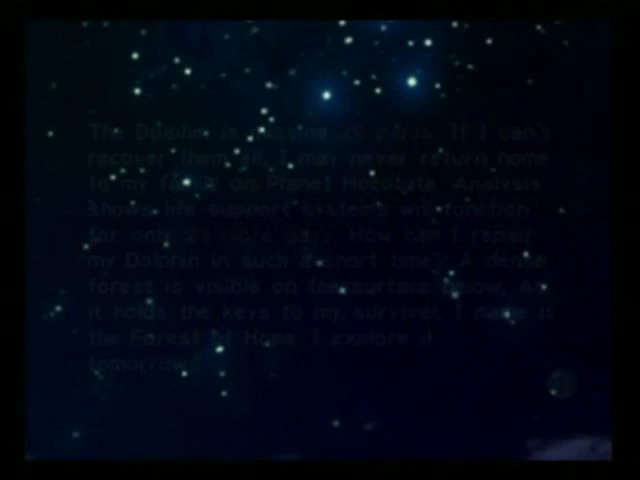 The Dolphin is missing 29 parts. If I can't
recover them all, I may never return home
to my family on Planet Hocotate. Analysis
shows life support systems will function
for only 29 more days. How can I repair
my Dolphin in such a short time? A dense
forest is visible on the surface below. As
it holds the keys to my survival, I name it
the Forest of Hope. I explore it
tomorrow.